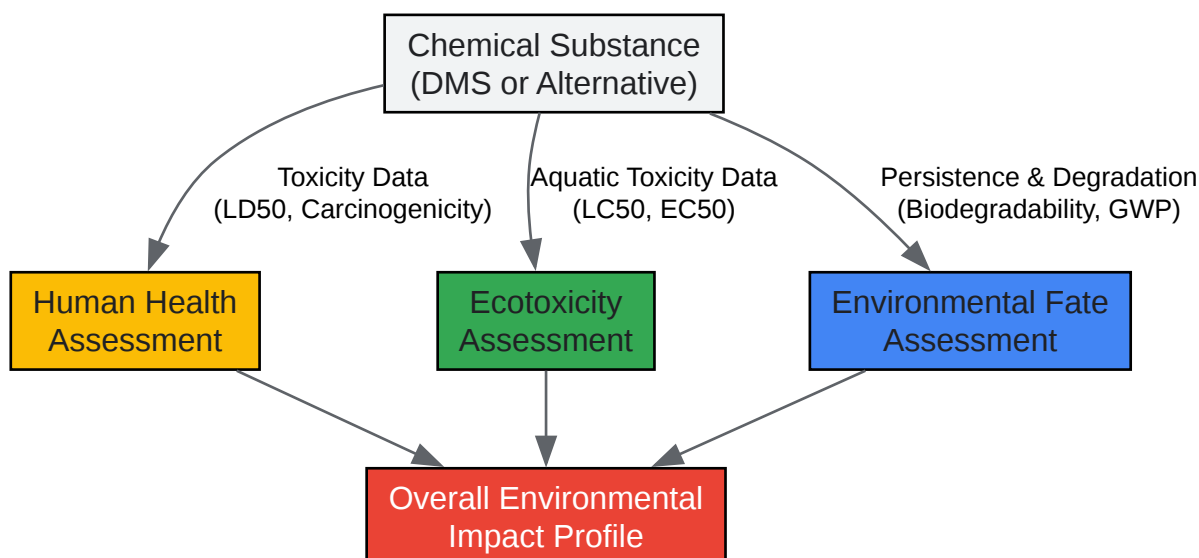 Chemical Substance
(DMS or Alternative)
Toxicity Data
(LD50, Carcinogenicity)
Aquatic Toxicity Data
(LC50, EC50)
Persistence & Degradation
(Biodegradability, GWP)
Human Health
Assessment
Ecotoxicity
Assessment
Environmental Fate
Assessment
Overall Environmental
Impact Profile